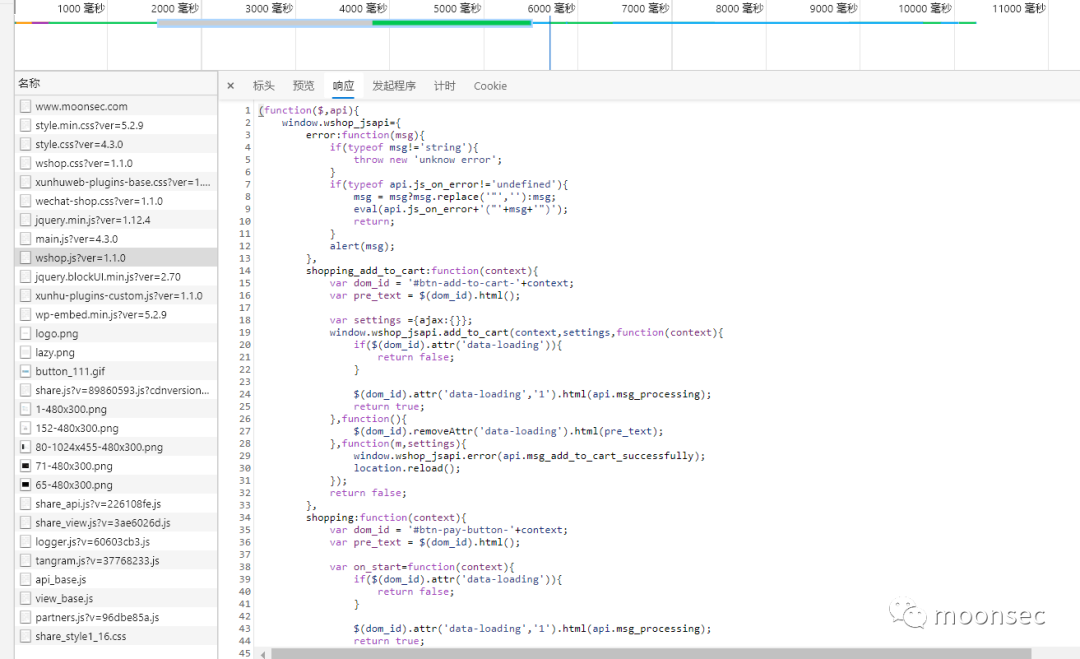 1000 毫秒 2000 毫秒 3000 毫秒 4000 毫秒 5000 毫秒 6000 毫秒 7000 毫秒 8000 毫秒 9000 毫秒 10000 毫秒 11000 毫秒
名称
www.moonsec.com
style.min.css?ver=5.2.9
style.css?ver=4.3.0
wshop.css?ver=1.1.0
xunhuweb-plugins-base.css?ver=1....
wechat-shop.css?ver=1.1.0
jquery.min.js?ver=1.12.4
main.js?ver=4.3.0
wshop.js?ver=1.1.0
jquery.blockUI.min.js?ver=2.70
xunhu-plugins-custom.js?ver=1.1.0
wp-embed.min.js?ver=5.2.9
logo.png
lazy.png
button_111.gif
share.js?v=89860593.js?cdnversion...
1-480x300.png
152-480x300.png
80-1024x455-480x300.png
71-480x300.png
65-480x300.png
share_api.js?v=226108fe.js
share_view.js?v=3ae6026d.js
logger.js?v=60603cb3.js
tangram.js?v=37768233.js
api_base.js
view_base.js
partners.js?v=96dbe85a.js
share_style1_16.css
× 标头 预览 响应 发起程序 计时 Cookie
1 (function($,api){
2     window.wshop_jsapi={
3         error:function(msg){
4             if(typeof msg!='string'){
5                 throw new 'unknow error';
6             }
7             if(typeof api.js_on_error!='undefined'){
8                 msg = msg?msg.replace('"',''):msg;
9                 eval(api.js_on_error+'("'+msg+'")');
10                 return;
11             }
12             alert(msg);
13         },
14         shopping_add_to_cart:function(context){
15             var dom_id = '#btn-add-to-cart-'+context;
16             var pre_text = $(dom_id).html();
17
18             var settings ={ajax:{}};
19             window.wshop_jsapi.add_to_cart(context,settings,function(context){
20                 if($(dom_id).attr('data-loading')){
21                     return false;
22                 }
23
24                 $(dom_id).attr('data-loading','1').html(api.msg_processing);
25                 return true;
26             },function(){
27                 $(dom_id).removeAttr('data-loading').html(pre_text);
28             },function(m,settings){
29                 window.wshop_jsapi.error(api.msg_add_to_cart_successfully);
30                 location.reload();
31             });
32             return false;
33         },
34         shopping:function(context){
35             var dom_id = '#btn-pay-button-'+context;
36             var pre_text = $(dom_id).html();
37
38             var on_start=function(context){
39                 if($(dom_id).attr('data-loading')){
40                     return false;
41                 }
42
43                 $(dom_id).attr('data-loading','1').html(api.msg_processing);
44                 return true;
45
moonsec